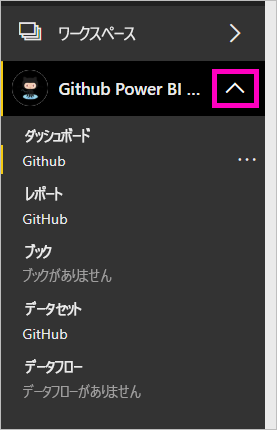 ワークスペース
Github Power BI ...
ダッシュボード
Github
レポート
GitHub
ブック
ブックがありません
データセット
GitHub
データフロー
データフローがありません